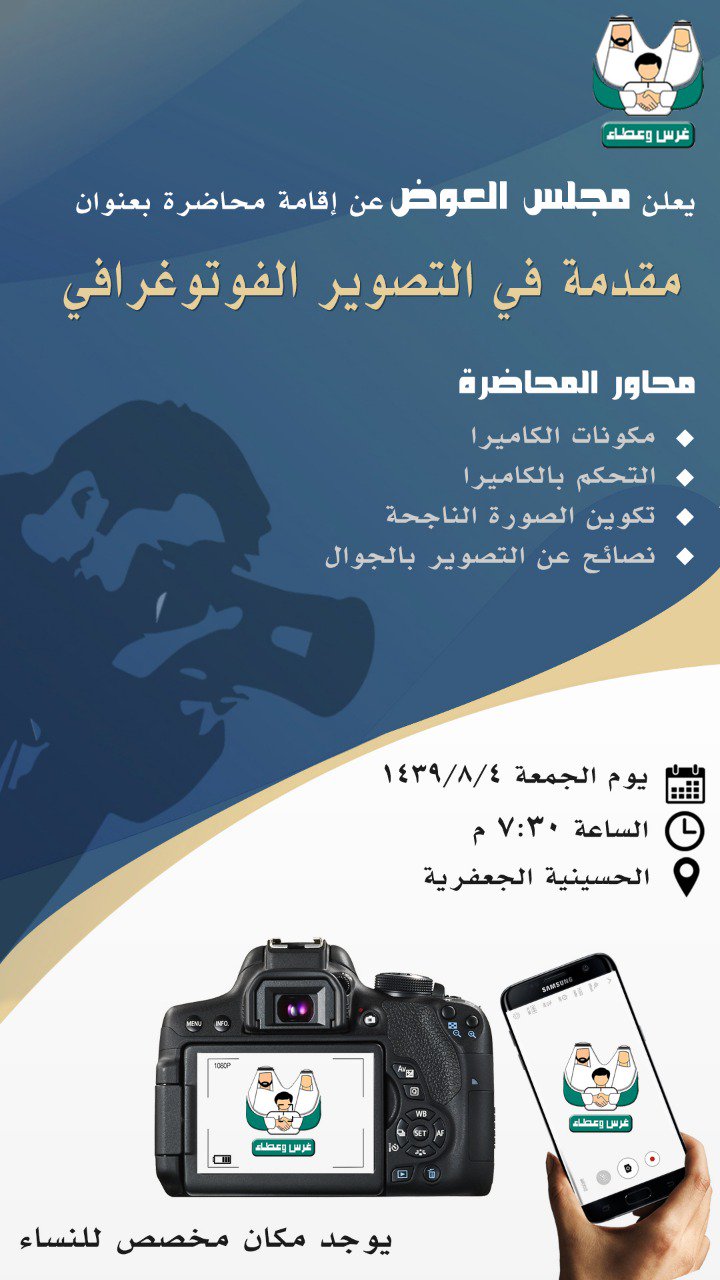 غرس وعطاء
يعلن مجلس العوض عن إقامة محاضرة بعنوان
مقدمة في التصوير الفوتوغرافي
محاور المحاضرة
◆ مكونات الكاميرا
◆ التحكم بالكاميرا
◆ تكوين الصورة الناجحة
◆ نصائح عن التصوير بالجوال
يوم الجمعة ١٤٣٩/٨/٤
الساعة ٧:٣٠ م
الحسينية الجعفرية
MENU INFO.
1080P
غرس وعطاء
Av
WB
SET AF
SAMSUNG
غرس وعطاء
يوجد مكان مخصص للنساء